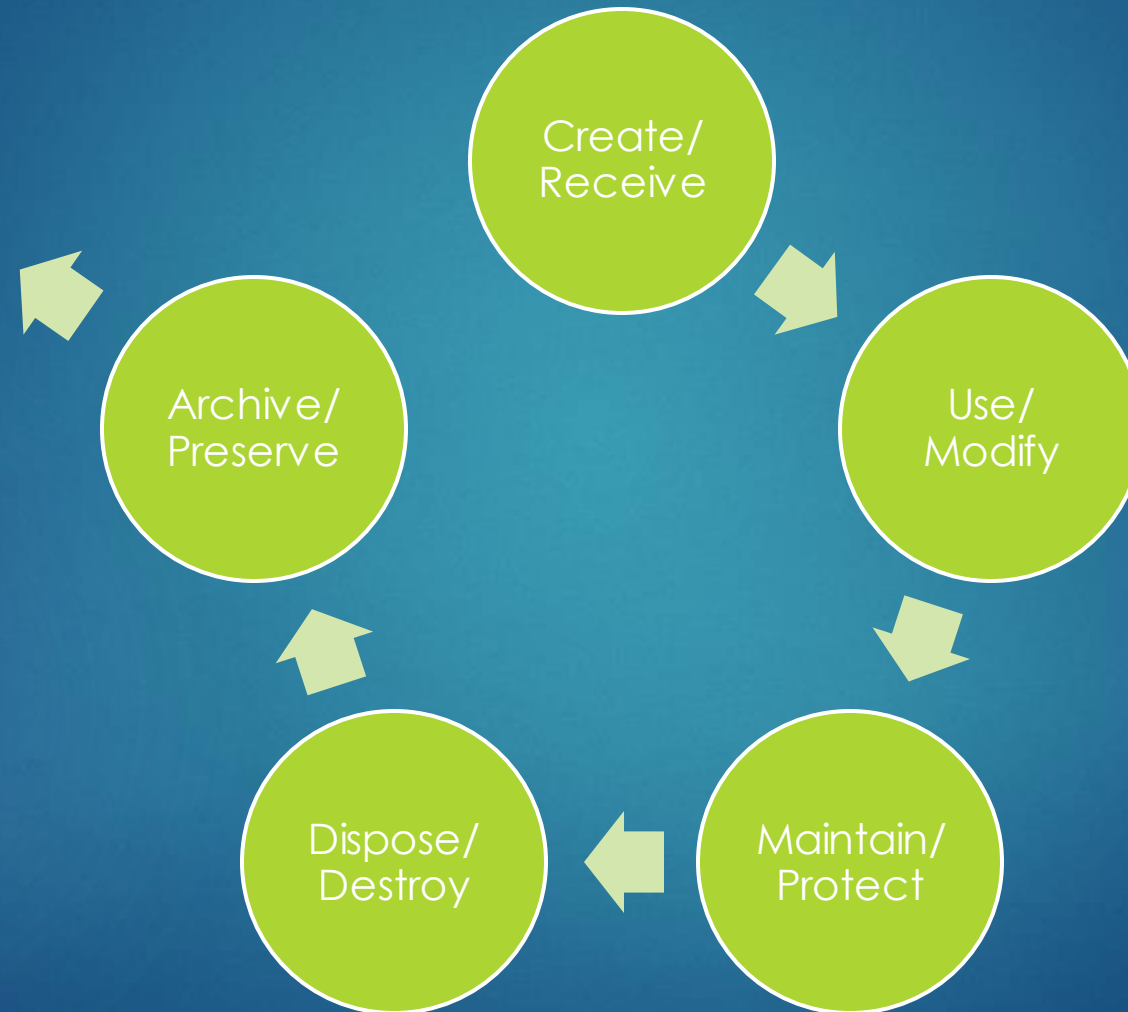 Create/
Receive
Use/
Modify
Maintain/
Protect
Dispose/
Destroy
Archive/
Preserve